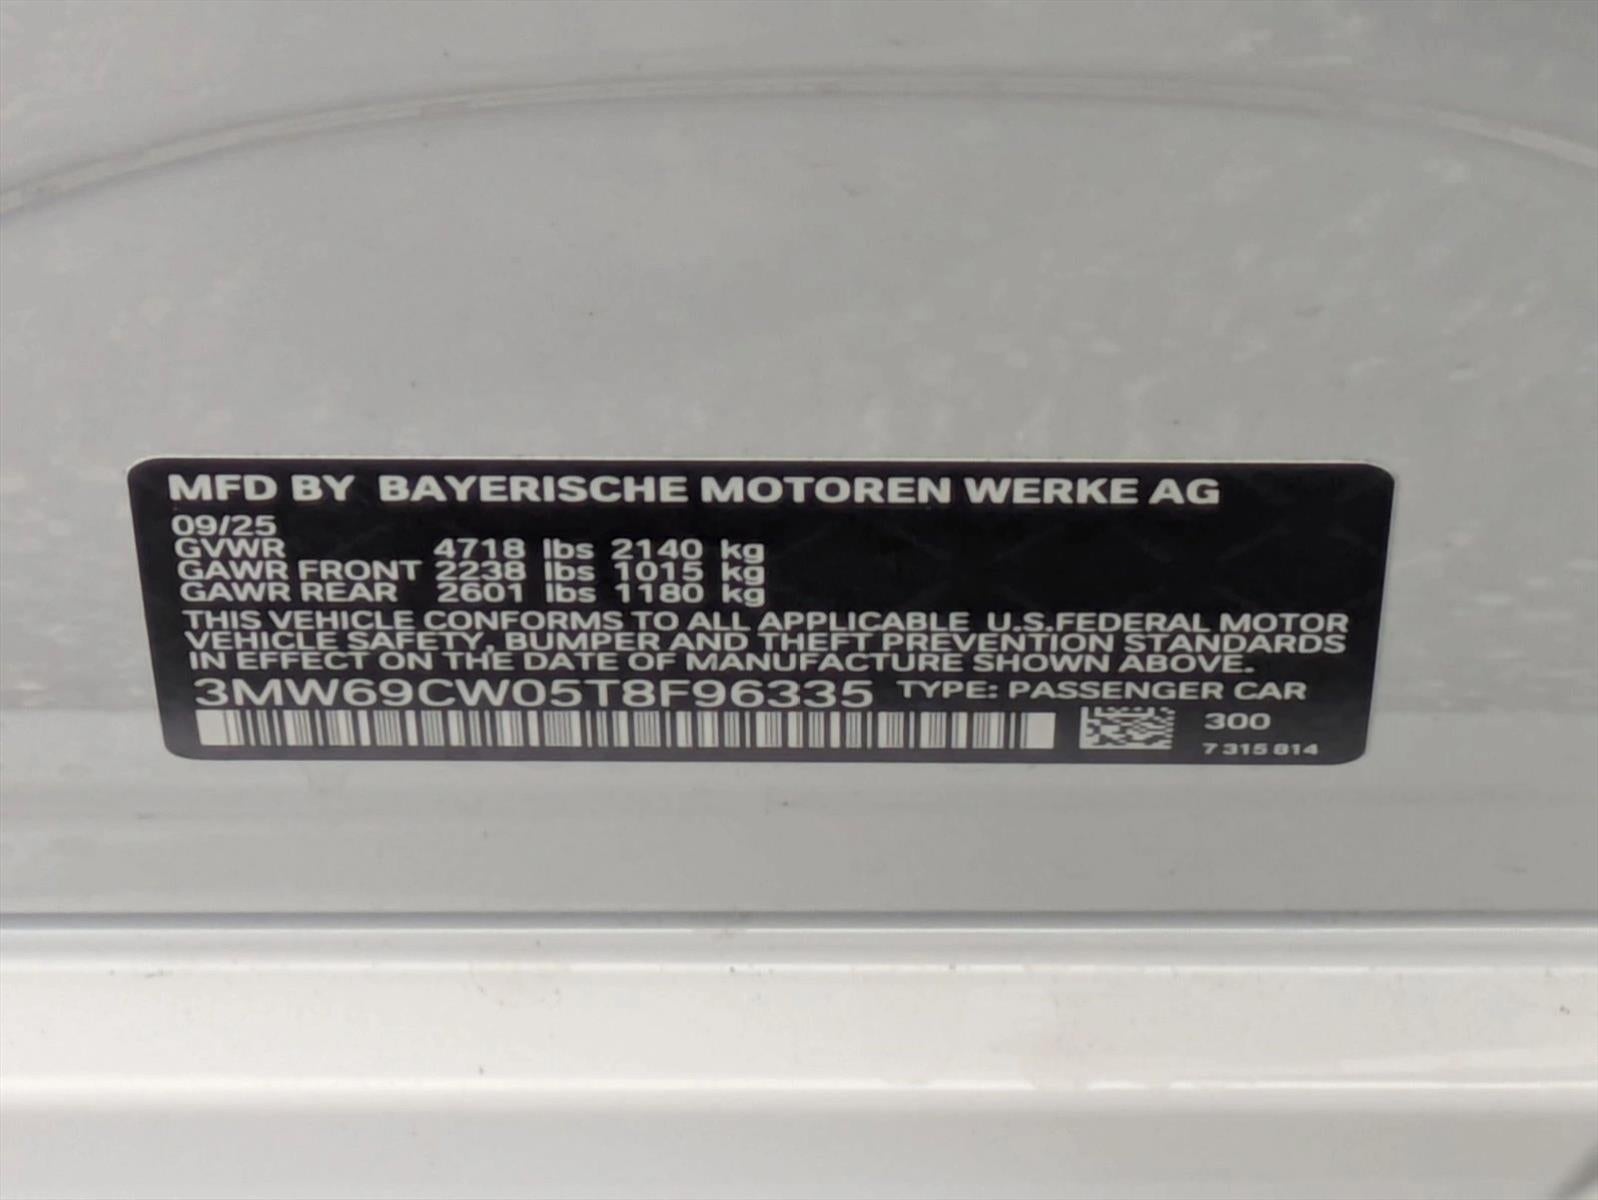 MFD BY BAYERISCHE MOTOREN WERKE AG
09/25
GVWR 4718 lbs 2140 kg
GAWR FRONT 2238 lbs 1015 kg
GAWR REAR 2601 lbs 1180 kg
THIS VEHICLE CONFORMS TO ALL APPLICABLE U.S.FEDERAL MOTOR
VEHICLE SAFETY, BUMPER AND THEFT PREVENTION STANDARDS
IN EFFECT ON THE DATE OF MANUFACTURE SHOWN ABOVE.
3MW69CW05T8F96335 TYPE: PASSENGER CAR
300
7 315 814